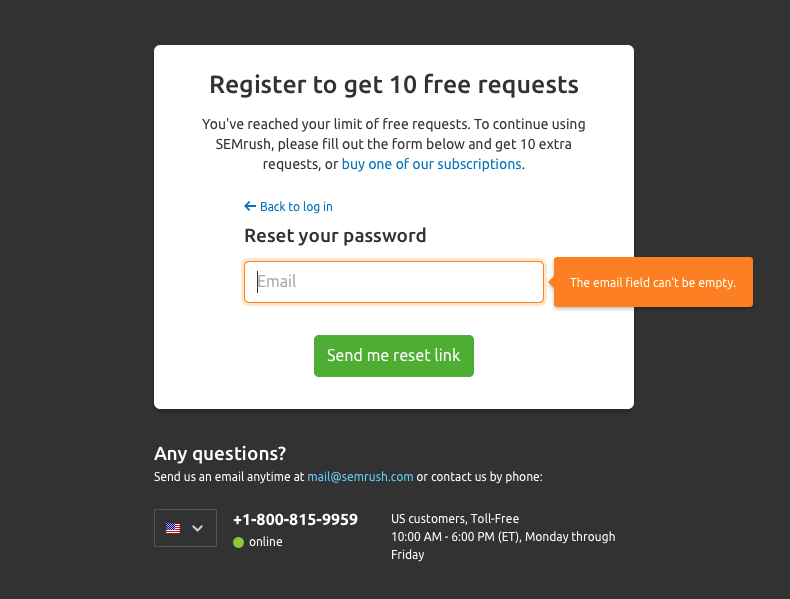 Register to get 10 free requests
You've reached your limit of free requests. To continue using
SEMrush, please fill out the form below and get 10 extra
requests, or buy one of our subscriptions.
← Back to log in
Reset your password
Email
The email field can't be empty.
Send me reset link
Any questions?
Send us an email anytime at mail@semrush.com or contact us by phone:
+1-800-815-9959
online
US customers, Toll-Free
10:00 AM - 6:00 PM (ET), Monday through
Friday